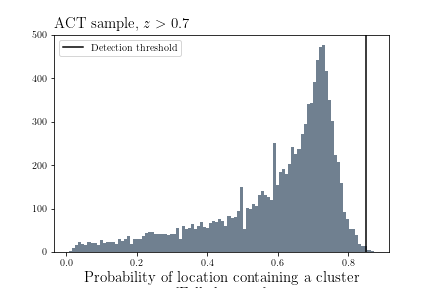 ACT sample, z > 0.7
Detection threshold
500
400
300
200
100
0
0.0 0.2 0.4 0.6 0.8
Probability of location containing a cluster